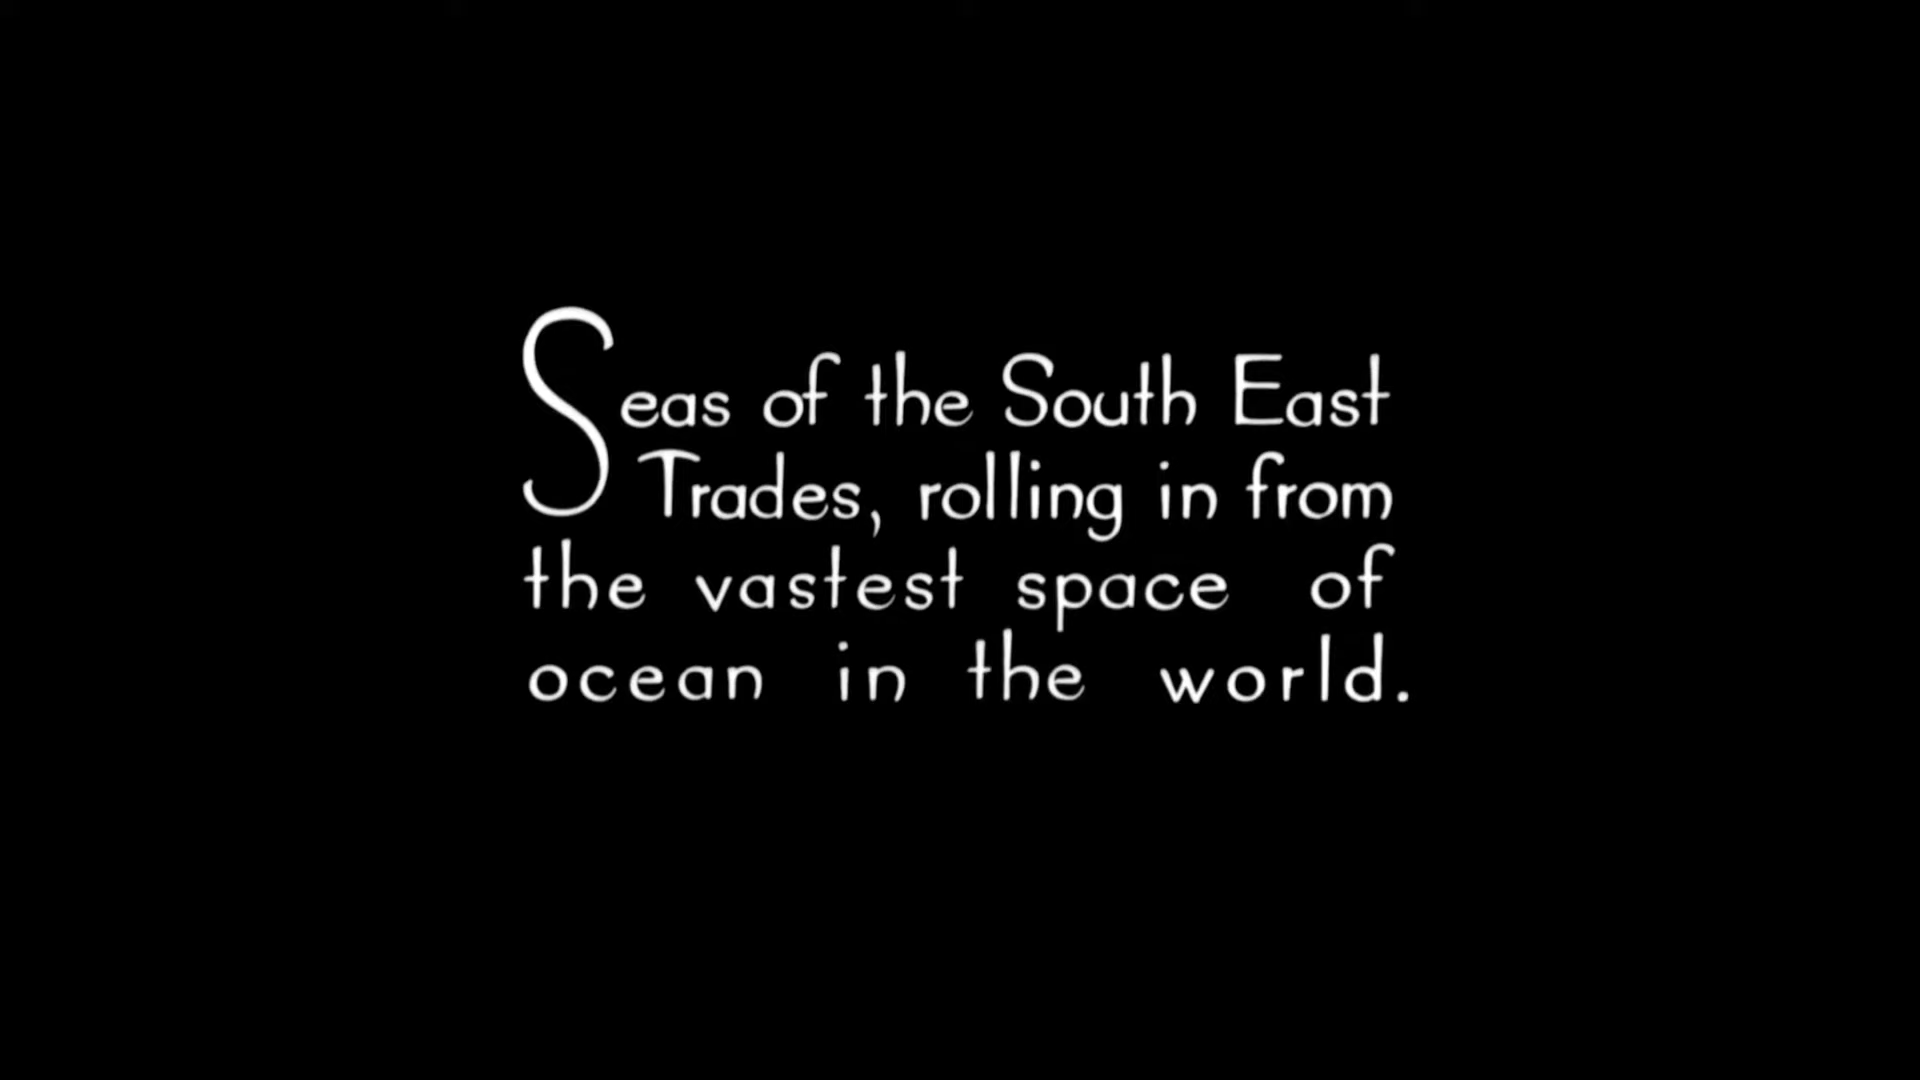 Seas of the South East
Trades, rolling in from
the vastest space of
ocean in the world.